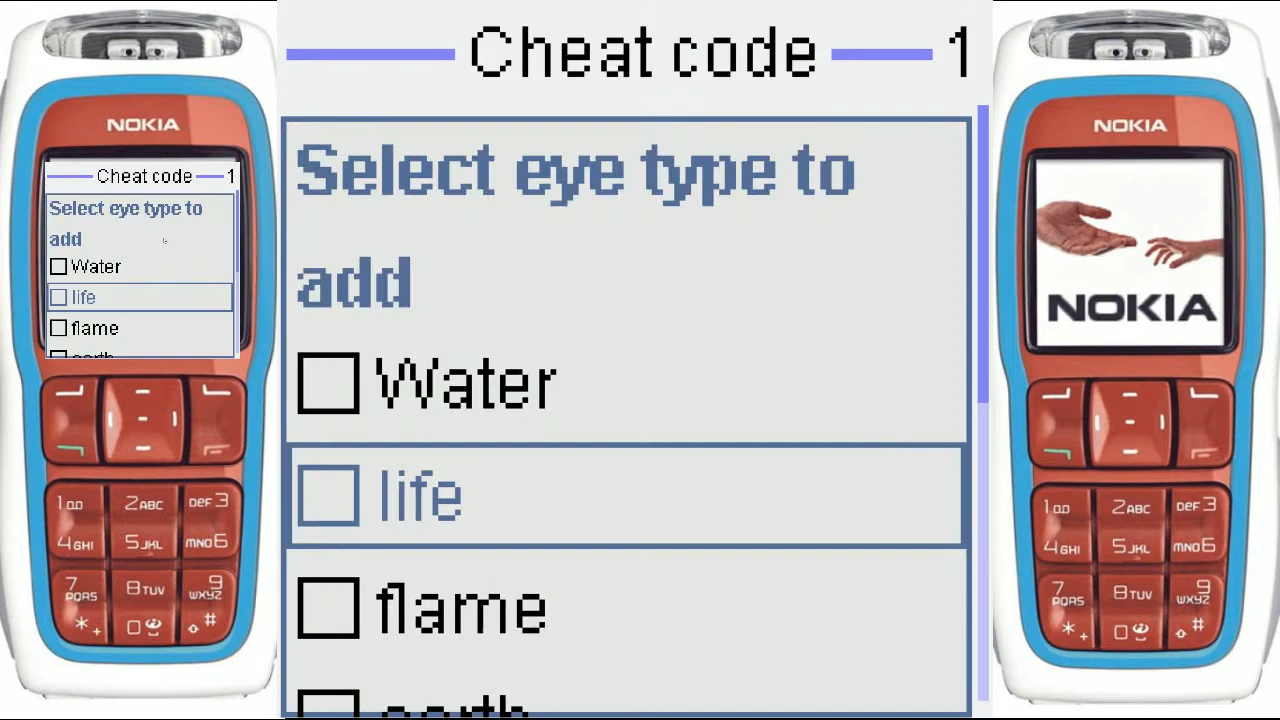 Cheat code 1
Select eye type to
add
Water
life
flame
earth
NOKIA
Cheat code 1
Select eye type to
add
Water
life
flame
earth
1
2ABC
DEF3
4GHI
5JKL
MNO6
7PQRS
8TUV
9WXYZ
*+
#
NOKIA
NOKIA
1
2ABC
DEF3
4GHI
5JKL
MNO6
7PQRS
8TUV
9WXYZ
*+
#